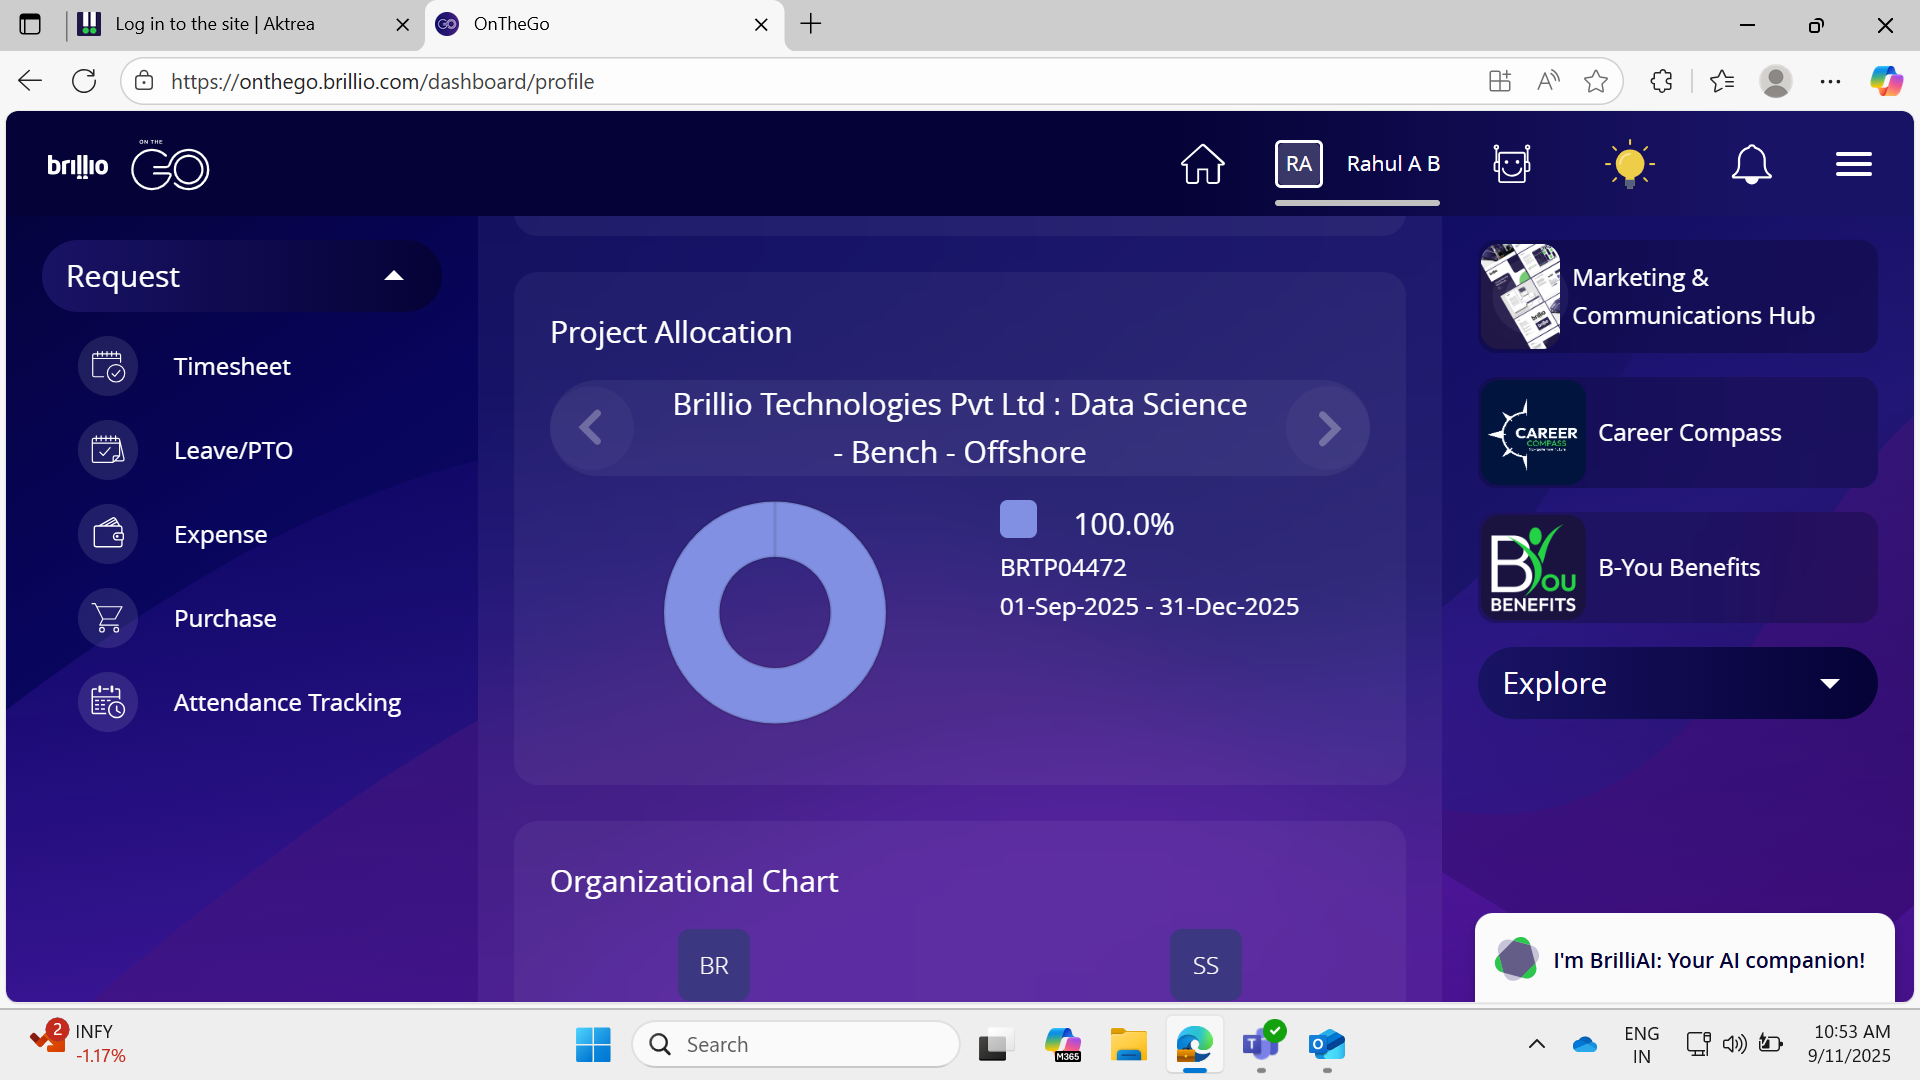 Log in to the site | Aktrea
OnTheGo
https://onthego.brillio.com/dashboard/profile
brillio
ON THE
GO
RA
Rahul A B
Request
Timesheet
Leave/PTO
Expense
Purchase
Attendance Tracking
Project Allocation
Brillio Technologies Pvt Ltd : Data Science
- Bench - Offshore
100.0%
BRTP04472
01-Sep-2025 - 31-Dec-2025
Organizational Chart
BR
SS
Marketing &
Communications Hub
CAREER
COMPASS
Career Compass
B YOU
BENEFITS
B-You Benefits
Explore
I'm BrilliAI: Your AI companion!
2
INFY
-1.17%
Search
M365
ENG
IN
10:53 AM
9/11/2025